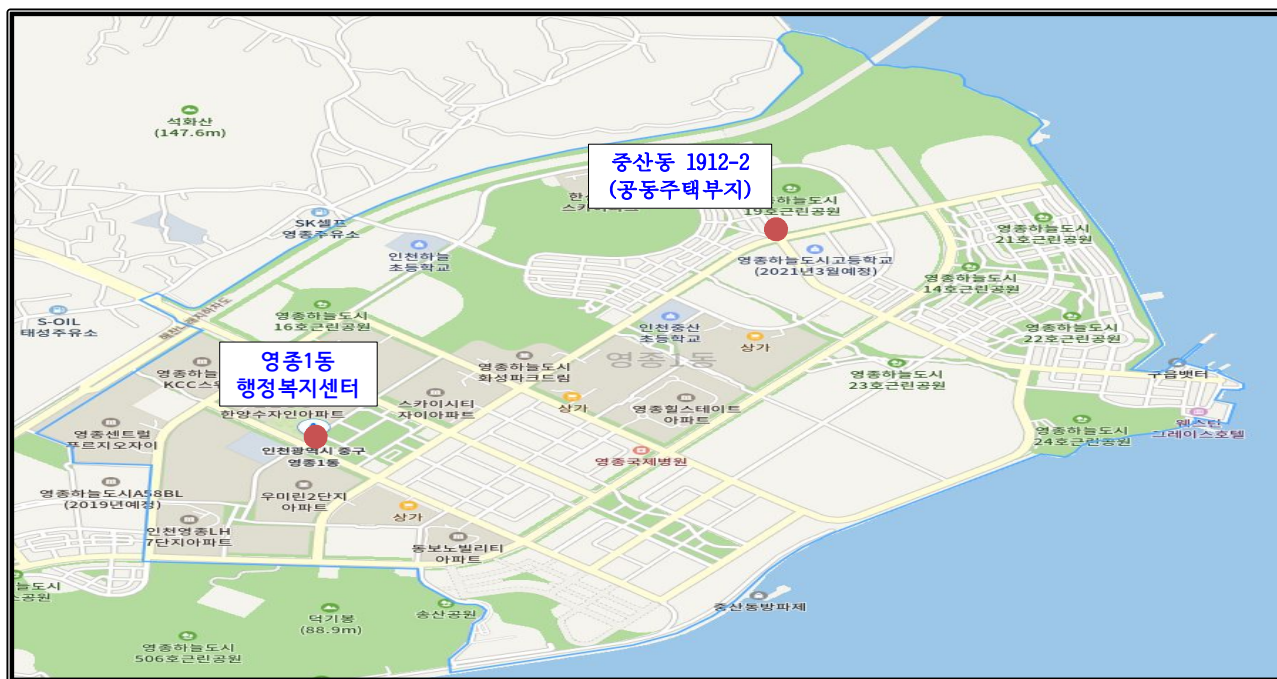 석화산
(147.6m)
중산동 1912-2
(공동주택부지)
영종하늘도시
19호근린공원
SK셀프
영종주유소
인천하늘
초등학교
영종하늘도시고등학교
(2021년3월예정)
영종하늘도시
21호근린공원
영종하늘도시
14호근린공원
S-OIL
태성주유소
영종하늘도시
16호근린공원
인천중산
초등학교
상가
영종1동
영종하늘도시
22호근린공원
영종1동
행정복지센터
영종하늘도시
화성파크드림
영종하늘도시
23호근린공원
구읍뱃터
한양수자인아파트
스카이시티
자이아파트
상가
영종힐스테이트
아파트
웨스턴
그레이스호텔
영종하늘도시
24호근린공원
영종센트럴
푸르지오자이
인천광역시 중구
영종1동
영종국제병원
영종하늘도시A58BL
(2019년예정)
우미린2단지
아파트
상가
인천영종LH
7단지아파트
동보노빌리티
아파트
늘도시
덕기봉
(88.9m)
송산공원
중산동방파제
영종하늘도시
506호근린공원